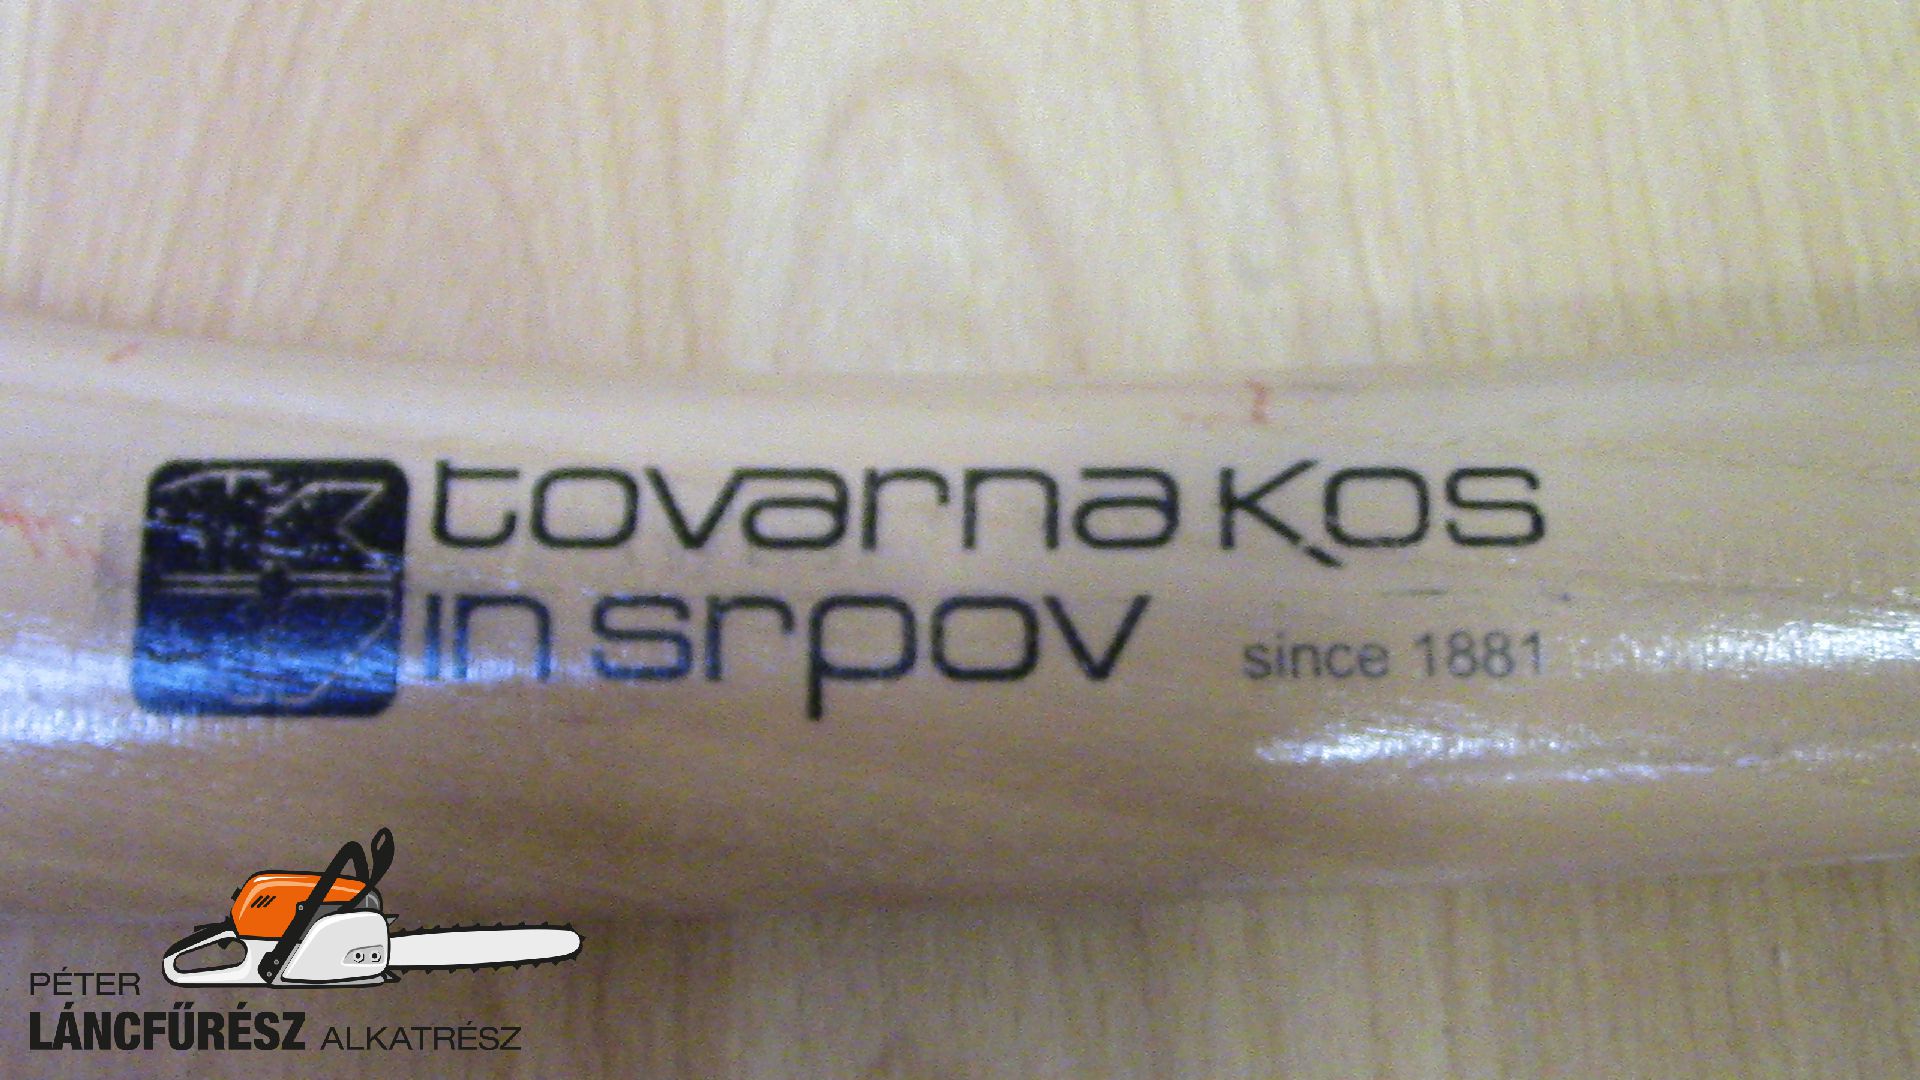 tovarna kos
in srpov
since 1881
PÉTER
LÁNCFŰRÉSZ ALKATRÉSZ